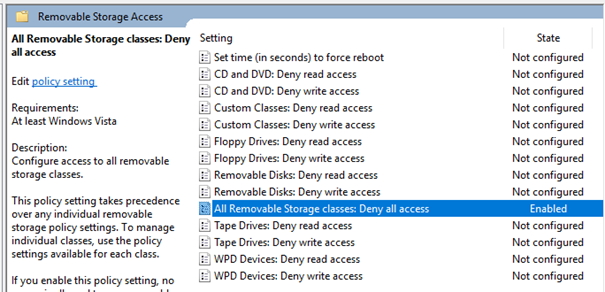 Removable Storage Access
All Removable Storage classes: Deny
all access
Edit policy setting
Requirements:
At least Windows Vista
Description:
Configure access to all removable
storage classes.
This policy setting takes precedence
over any individual removable
storage policy settings. To manage
individual classes, use the policy
settings available for each class.
If you enable this policy setting, no
Setting State
Set time (in seconds) to force reboot Not configured
CD and DVD: Deny read access Not configured
CD and DVD: Deny write access Not configured
Custom Classes: Deny read access Not configured
Custom Classes: Deny write access Not configured
Floppy Drives: Deny read access Not configured
Floppy Drives: Deny write access Not configured
Removable Disks: Deny read access Not configured
Removable Disks: Deny write access Not configured
All Removable Storage classes: Deny all access Enabled
Tape Drives: Deny read access Not configured
Tape Drives: Deny write access Not configured
WPD Devices: Deny read access Not configured
WPD Devices: Deny write access Not configured